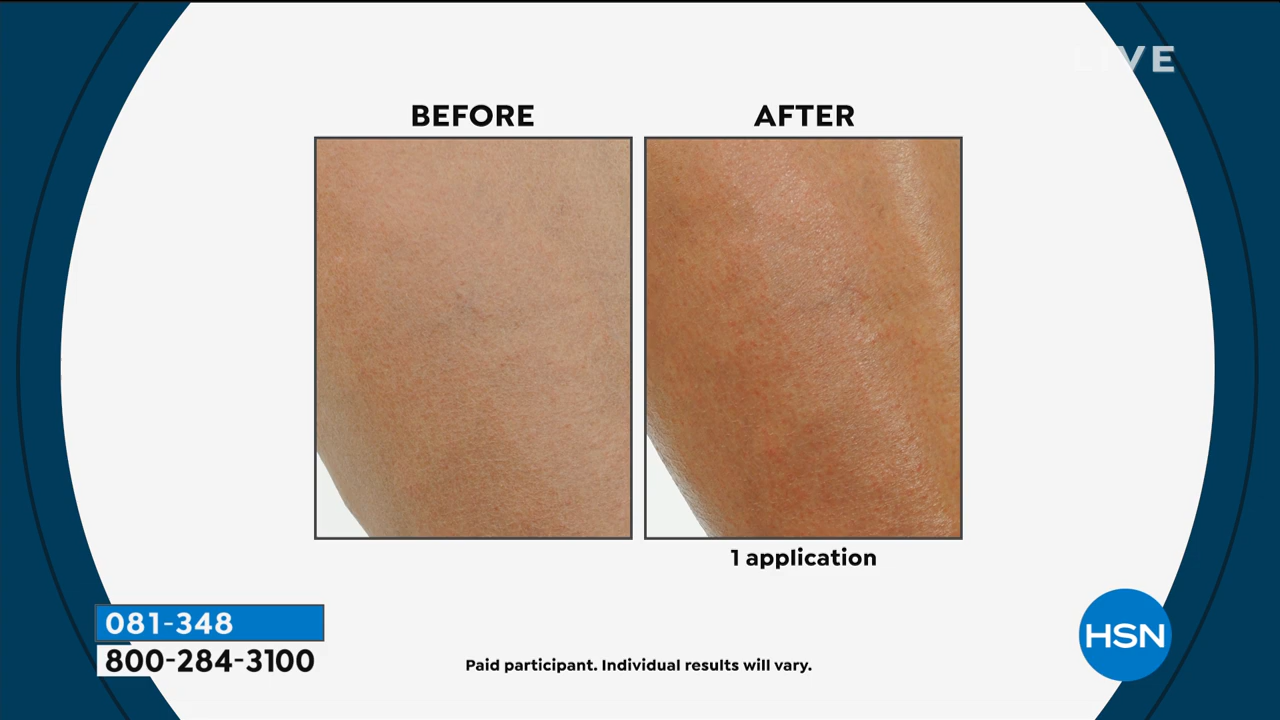 LIVE
BEFORE
AFTER
1 application
081-348
800-284-3100
Paid participant. Individual results will vary.
HSN